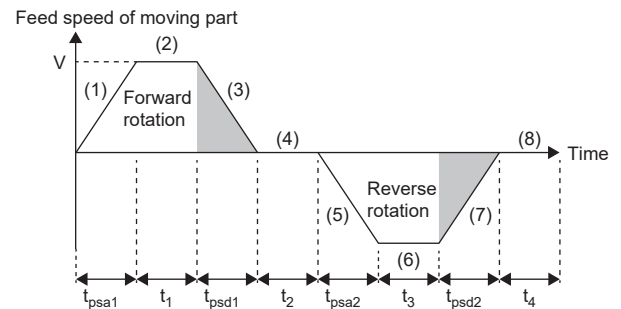 Feed speed of moving part
(2)
V
(1)
(3)
Forward
rotation
(4)
(8)
Time
Reverse
rotation
(5)
(7)
(6)
tpsa1 t1 tpsd1 t2 tpsa2 t3 tpsd2 t4